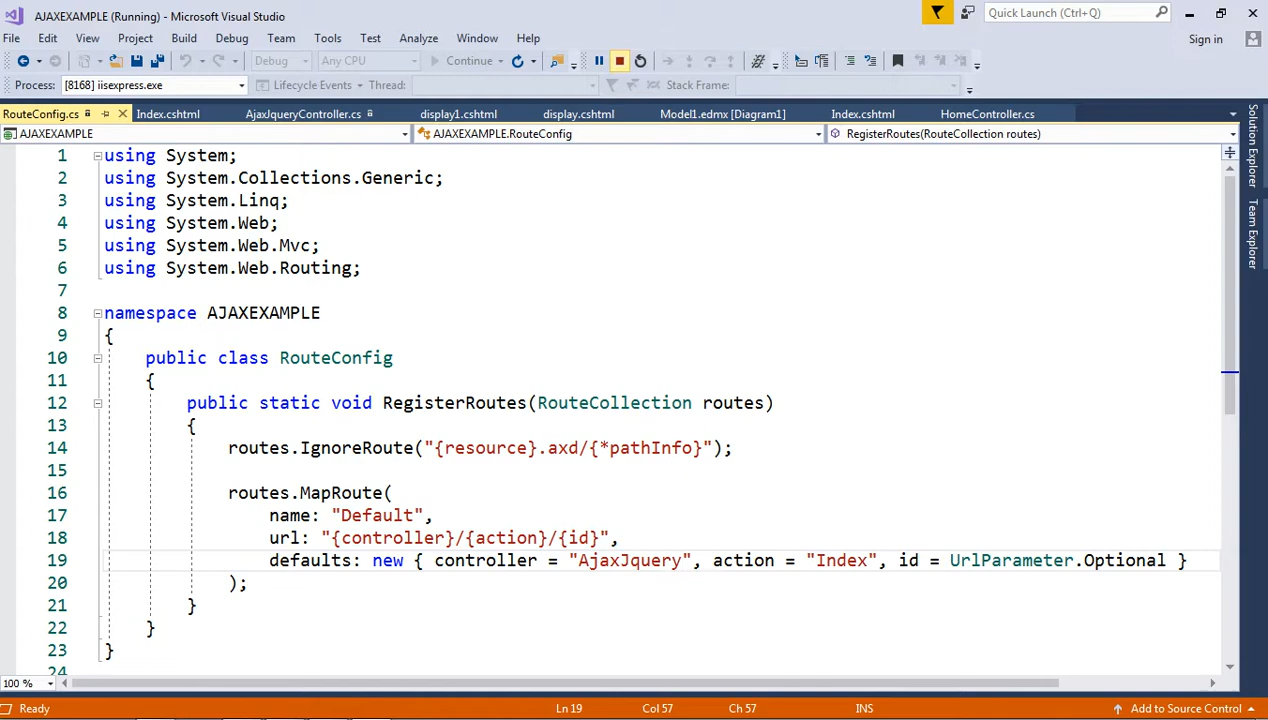 AJAXEXAMPLE (Running) - Microsoft Visual Studio
Quick Launch (Ctrl+Q)
File Edit View Project Build Debug Team Tools Test Analyze Window Help
Sign in
Debug Any CPU Continue
Process: [8168] iisexpress.exe Lifecycle Events Thread: Stack Frame:
RouteConfig.cs Index.cshtml AjaxJqueryController.cs display1.cshtml display.cshtml Model1.edmx [Diagram1] Index.cshtml HomeController.cs
AJAXEXAMPLE AJAXEXAMPLE.RouteConfig RegisterRoutes(RouteCollection routes)
1 using System;
2 using System.Collections.Generic;
3 using System.Linq;
4 using System.Web;
5 using System.Web.Mvc;
6 using System.Web.Routing;
7
8 namespace AJAXEXAMPLE
9 {
10 public class RouteConfig
11 {
12 public static void RegisterRoutes(RouteCollection routes)
13 {
14 routes.IgnoreRoute("{resource}.axd/{*pathInfo}");
15
16 routes.MapRoute(
17 name: "Default",
18 url: "{controller}/{action}/{id}",
19 defaults: new { controller = "AjaxJquery", action = "Index", id = UrlParameter.Optional }
20 );
21 }
22 }
23 }
24
Solution Explorer
Team Explorer
100 %
Ready Ln 19 Col 57 Ch 57 INS Add to Source Control